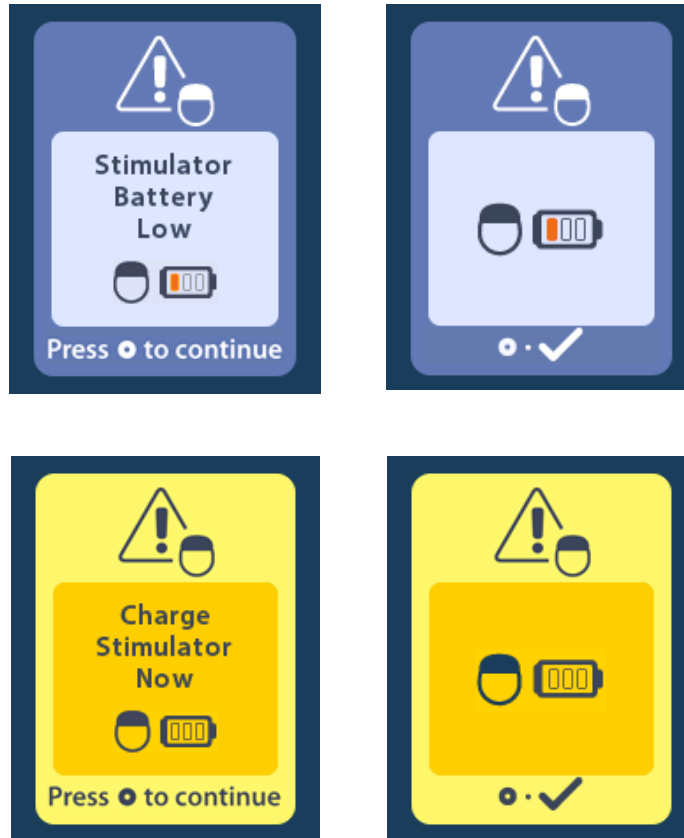 Stimulator
Battery
Low
Press to continue
Charge
Stimulator
Now
Press to continue